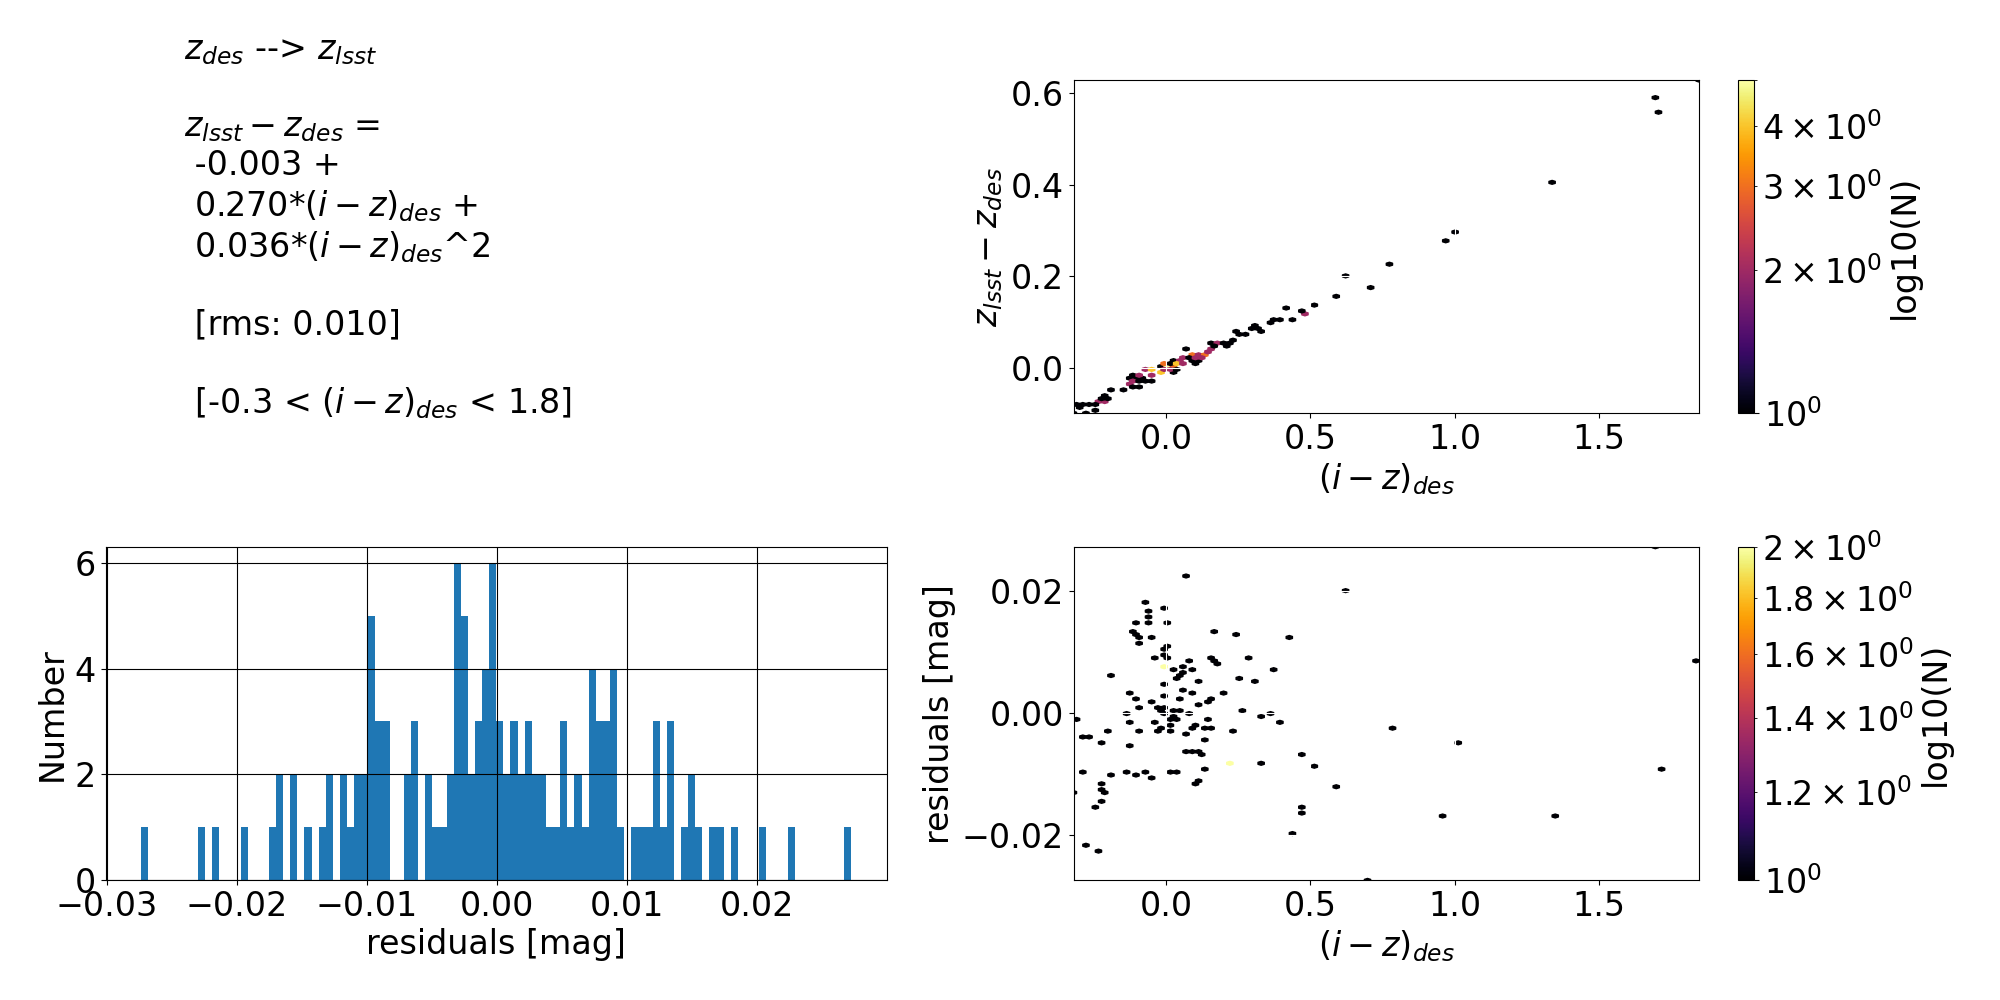 z_des --> z_lsst
z_lsst − z_des =
-0.003 +
0.270*(i − z)_des +
0.036*(i − z)_des^2
[rms: 0.010]
[-0.3 < (i − z)_des < 1.8]
0.6
0.4
0.2
0.0
z_lsst − z_des
0.0 0.5 1.0 1.5
(i − z)_des
4 × 10^0
3 × 10^0
2 × 10^0
10^0
log10(N)
6
4
2
0
Number
−0.03 −0.02 −0.01 0.00 0.01 0.02
residuals [mag]
0.02
0.00
−0.02
residuals [mag]
0.0 0.5 1.0 1.5
(i − z)_des
2 × 10^0
1.8 × 10^0
1.6 × 10^0
1.4 × 10^0
1.2 × 10^0
10^0
log10(N)